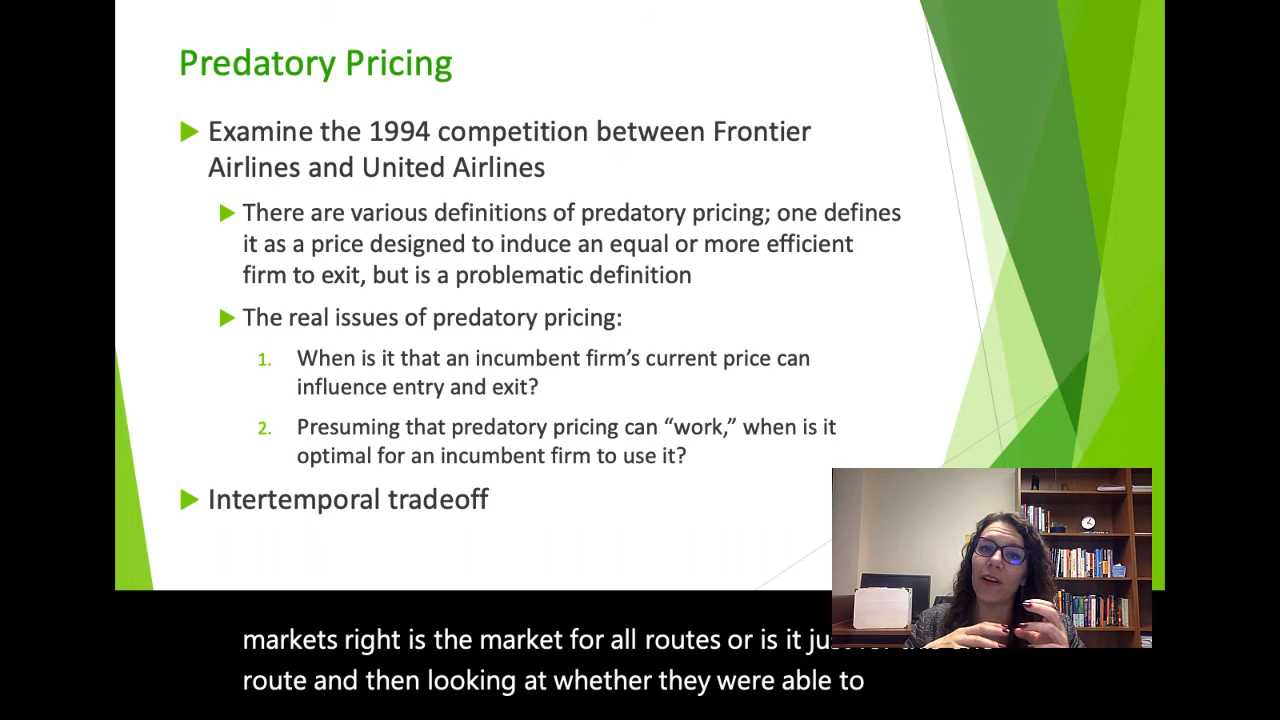 Predatory Pricing
Examine the 1994 competition between Frontier
Airlines and United Airlines
There are various definitions of predatory pricing; one defines
it as a price designed to induce an equal or more efficient
firm to exit, but is a problematic definition
The real issues of predatory pricing:
1. When is it that an incumbent firm’s current price can
influence entry and exit?
2. Presuming that predatory pricing can “work,” when is it
optimal for an incumbent firm to use it?
Intertemporal tradeoff
markets right is the market for all routes or is it
route and then looking at whether they were able to